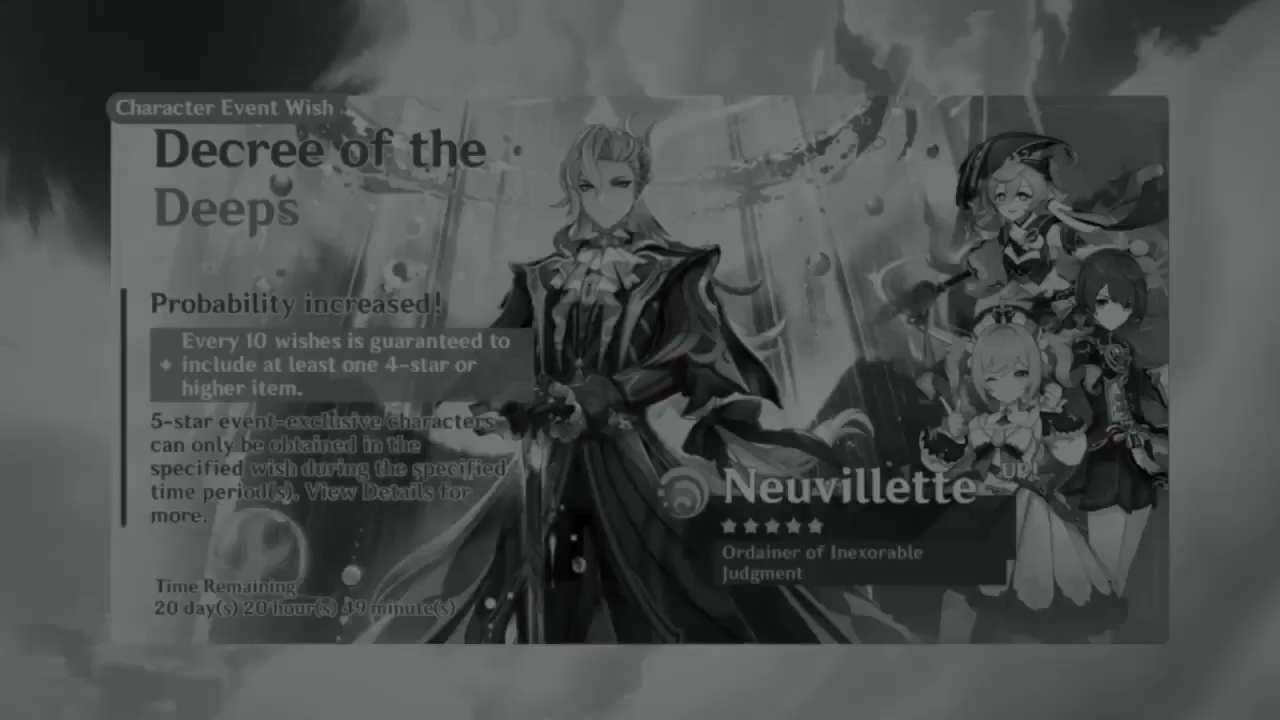 Character Event Wish
Decree of the
Deeps
Probability increased!
Every 10 wishes is guaranteed to
include at least one 4-star or
higher item.
5-star event-exclusive characters
can only be obtained in the
specified wish during the specified
time period(s). View Details for
more.
Time Remaining
20 day(s) 20 hour(s) 49 minute(s)
UP!
Neuvillette
Ordainer of Inexorable
Judgment